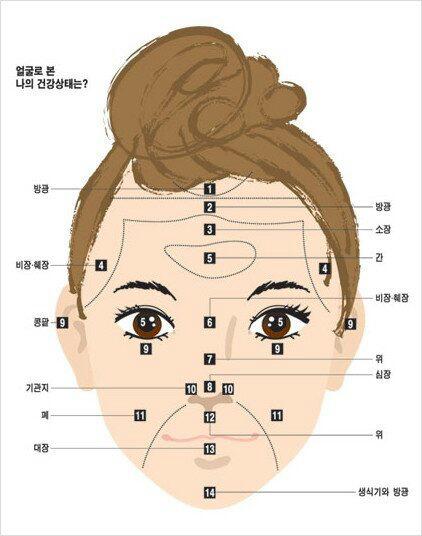 얼굴로 본
나의 건강상태는?
1
방광
2
방광
3
소장
4
5
4
간
비장·췌장
비장·췌장
9
5
6
5
9
콩팥
9
9
7
위
심장
8
기관지
10
10
폐
11
12
11
위
대장
13
14
생식기와 방광